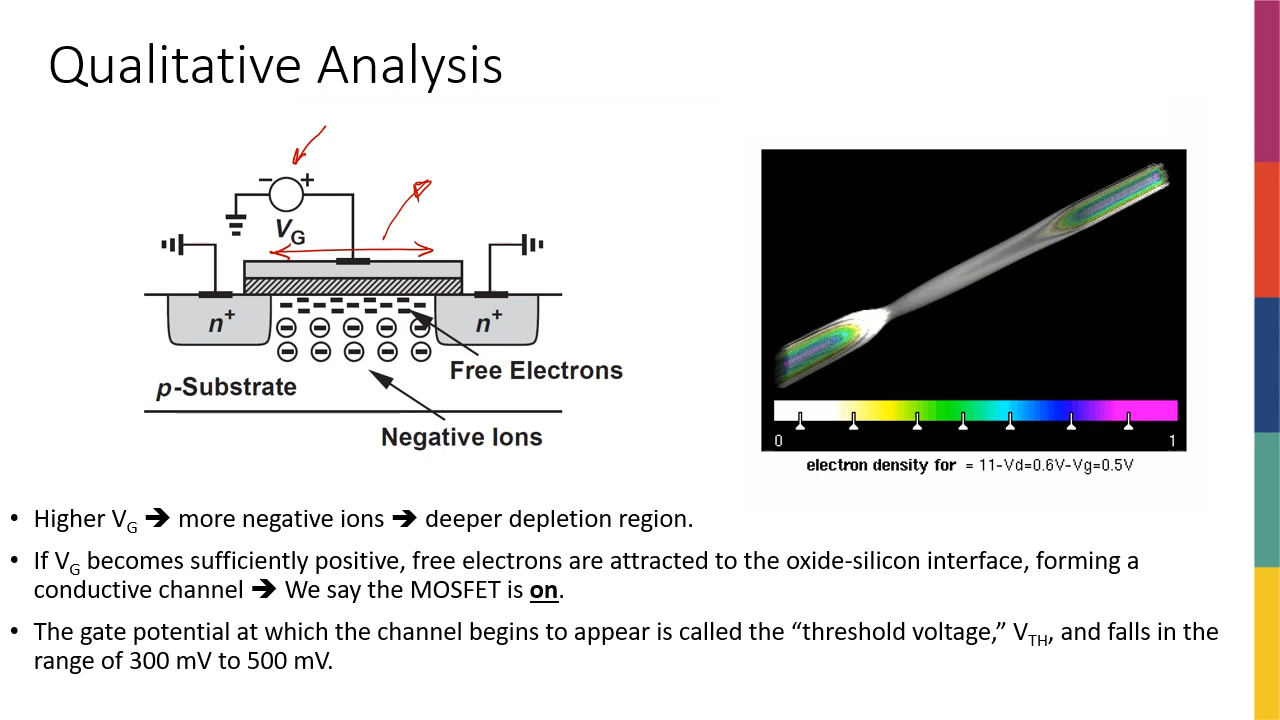 Qualitative Analysis
− +
V_G
n+ n+
Free Electrons
p-Substrate
Negative Ions
0 1
electron density for = 11-Vd=0.6V-Vg=0.5V
• Higher V_G 🡺 more negative ions 🡺 deeper depletion region.
• If V_G becomes sufficiently positive, free electrons are attracted to the oxide-silicon interface, forming a
conductive channel 🡺 We say the MOSFET is on.
• The gate potential at which the channel begins to appear is called the “threshold voltage,” V_TH, and falls in the
range of 300 mV to 500 mV.